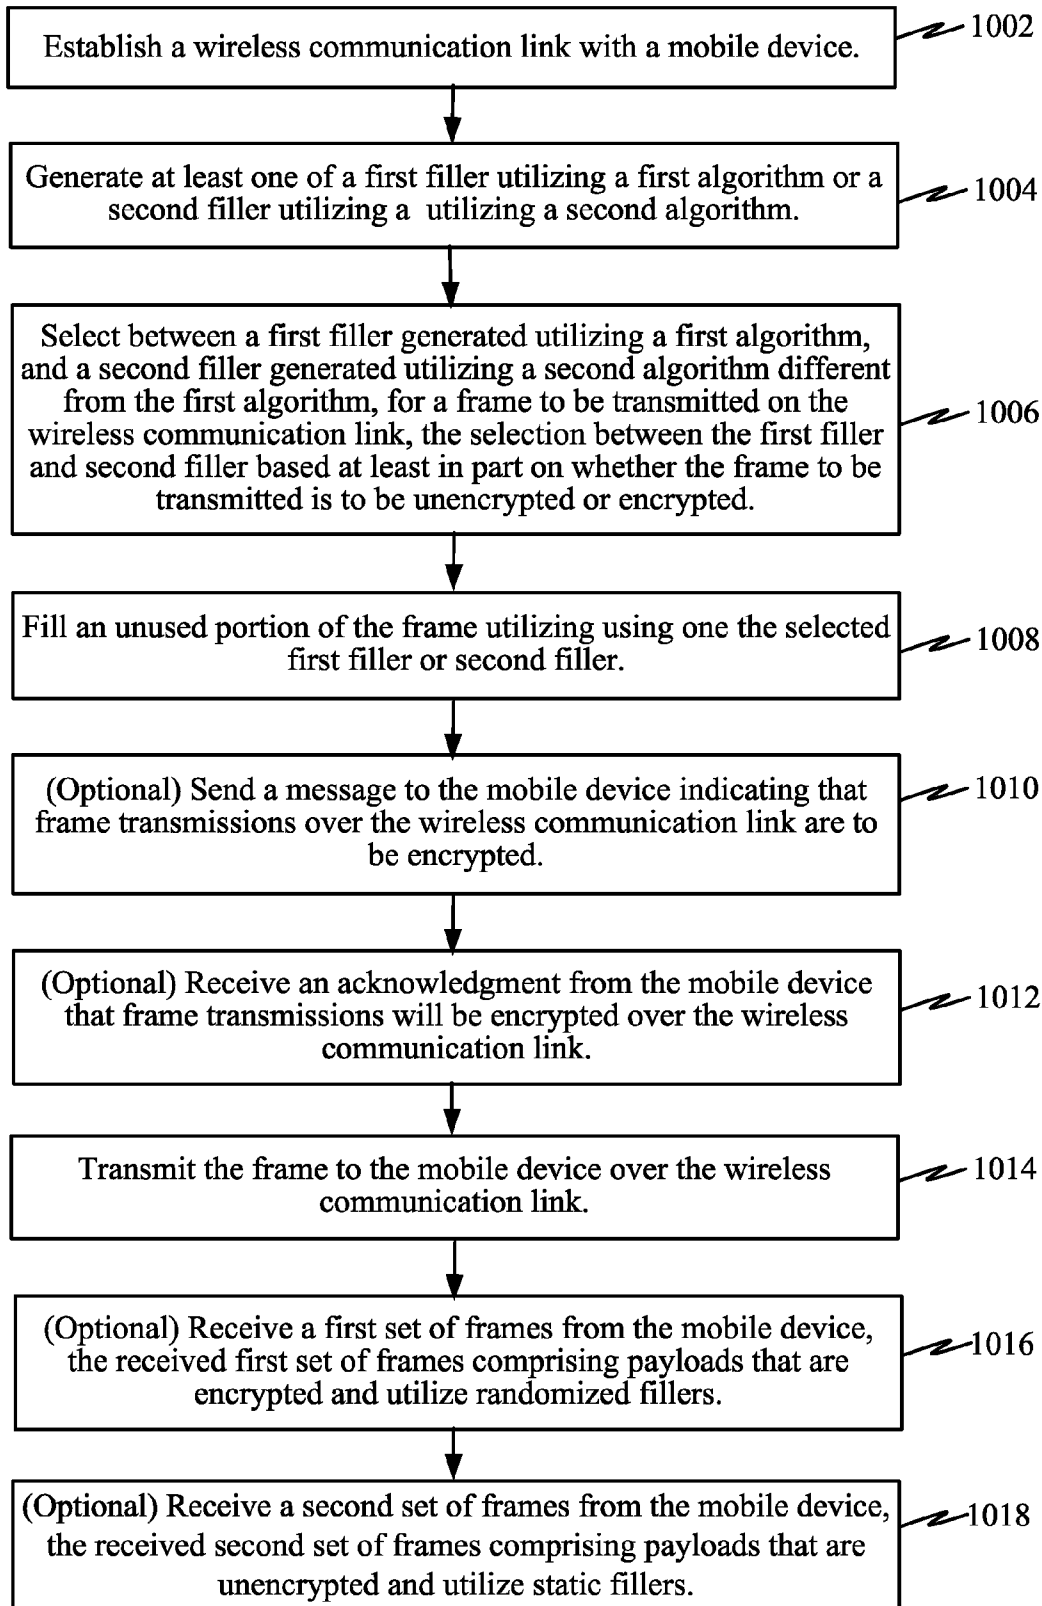 Establish a wireless communication link with a mobile device.
1002
Generate at least one of a first filler utilizing a first algorithm or a
second filler utilizing a utilizing a second algorithm.
1004
Select between a first filler generated utilizing a first algorithm,
and a second filler generated utilizing a second algorithm different
from the first algorithm, for a frame to be transmitted on the
wireless communication link, the selection between the first filler
and second filler based at least in part on whether the frame to be
transmitted is to be unencrypted or encrypted.
1006
Fill an unused portion of the frame utilizing using one the selected
first filler or second filler.
1008
(Optional) Send a message to the mobile device indicating that
frame transmissions over the wireless communication link are to
be encrypted.
1010
(Optional) Receive an acknowledgment from the mobile device
that frame transmissions will be encrypted over the wireless
communication link.
1012
Transmit the frame to the mobile device over the wireless
communication link.
1014
(Optional) Receive a first set of frames from the mobile device,
the received first set of frames comprising payloads that are
encrypted and utilize randomized fillers.
1016
(Optional) Receive a second set of frames from the mobile device,
the received second set of frames comprising payloads that are
unencrypted and utilize static fillers.
1018